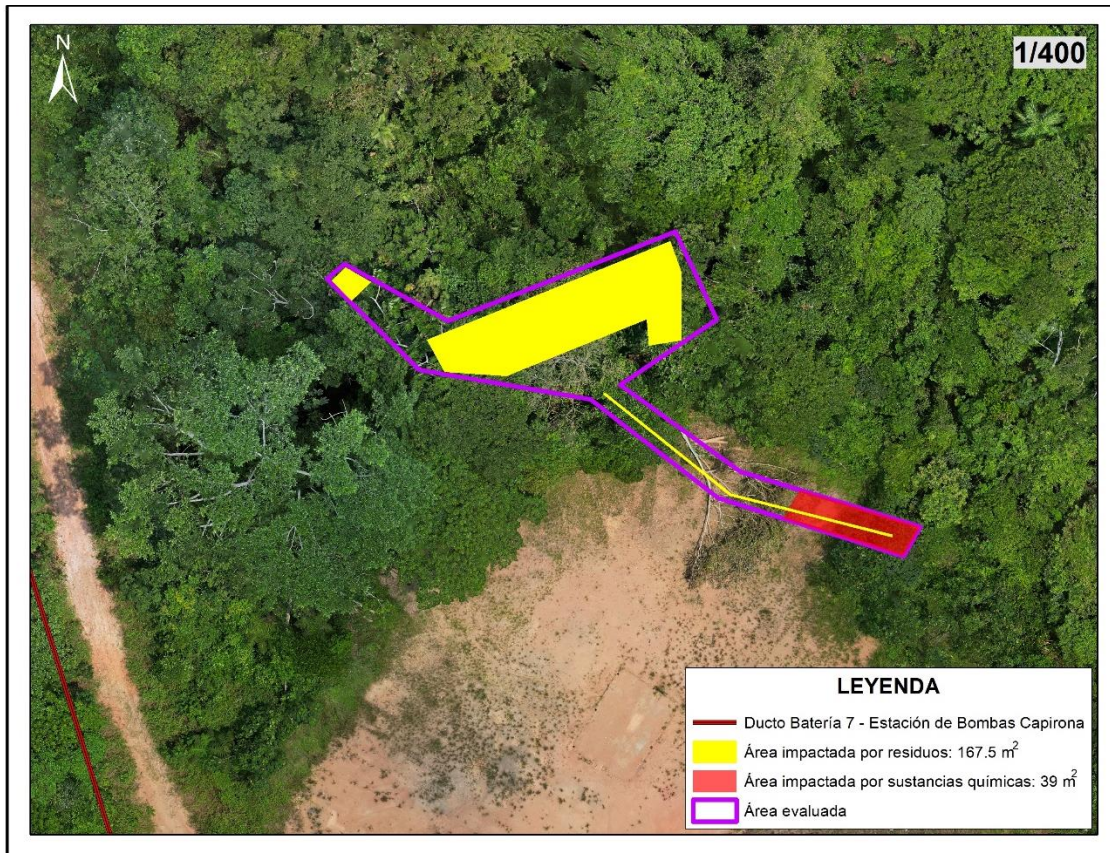 N
1/400
LEYENDA
Ducto Batería 7 - Estación de Bombas Capirona
Área impactada por residuos: 167.5 m²
Área impactada por sustancias químicas: 39 m²
Área evaluada